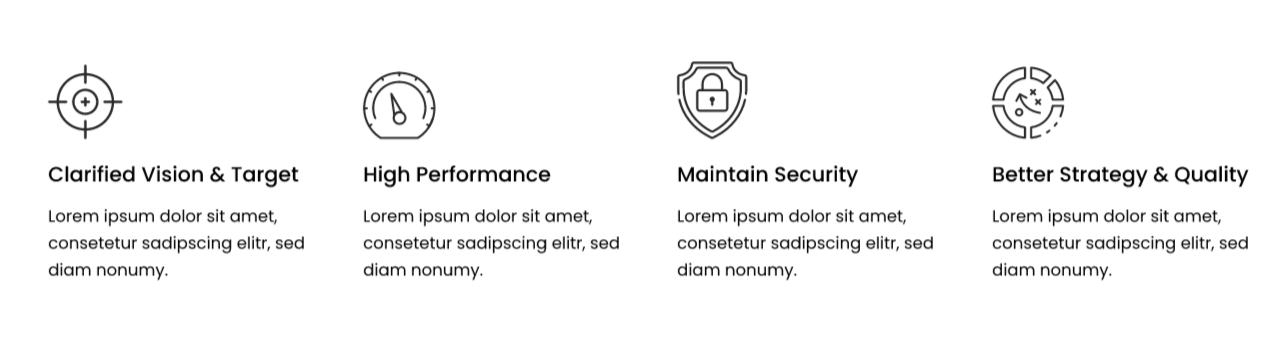 Clarified Vision & Target
Lorem ipsum dolor sit amet,
consetetur sadipscing elitr, sed
diam nonumy.
High Performance
Lorem ipsum dolor sit amet,
consetetur sadipscing elitr, sed
diam nonumy.
Maintain Security
Lorem ipsum dolor sit amet,
consetetur sadipscing elitr, sed
diam nonumy.
Better Strategy & Quality
Lorem ipsum dolor sit amet,
consetetur sadipscing elitr, sed
diam nonumy.